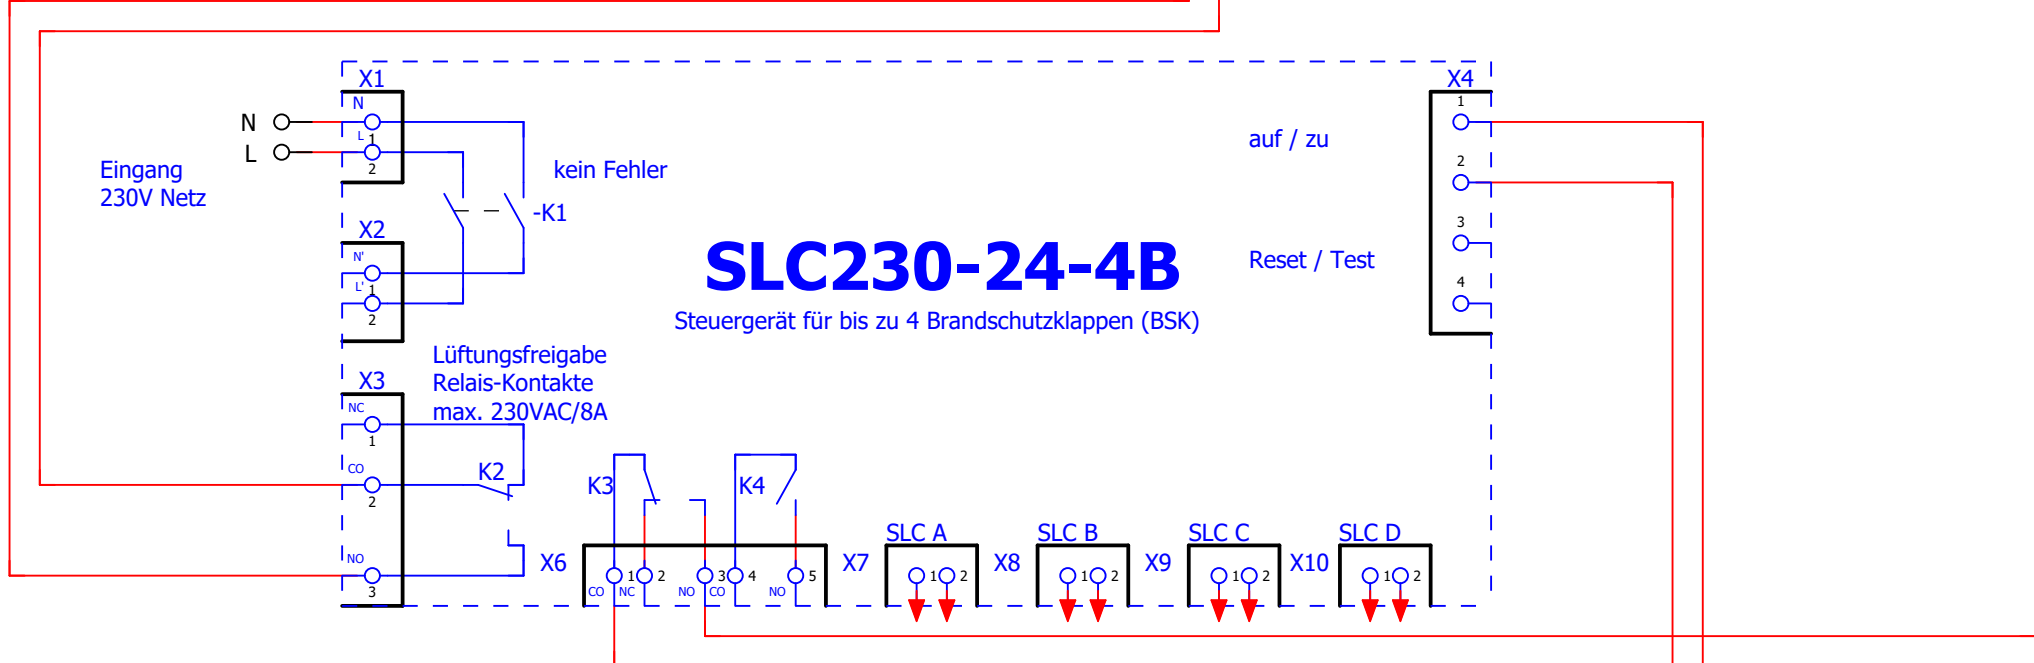 X1
X4
N
1
N
L
1
auf / zu
L
2
Eingang
230V Netz
kein Fehler
2
-K1
X2
3
N'
SLC230-24-4B
Reset / Test
L'
1
4
2
Steuergerät für bis zu 4 Brandschutzklappen (BSK)
Lüftungsfreigabe
Relais-Kontakte
max. 230VAC/8A
X3
NC
1
CO
K2
2
K3
K4
SLC A
SLC B
SLC C
SLC D
NO
3
X6
X7
X8
X9
X10
1 2 3 4 5
1 2
1 2
1 2
1 2
CO NC NO CO NO